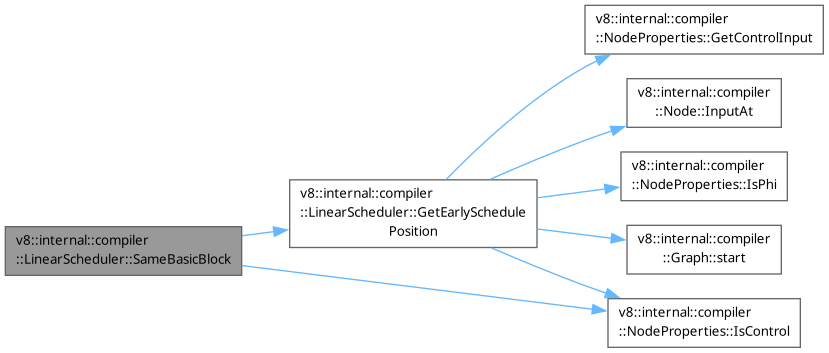 v8::internal::compiler
::LinearScheduler::SameBasicBlock
v8::internal::compiler
::LinearScheduler::GetEarlySchedule
Position
v8::internal::compiler
::NodeProperties::GetControlInput
v8::internal::compiler
::Node::InputAt
v8::internal::compiler
::NodeProperties::IsPhi
v8::internal::compiler
::Graph::start
v8::internal::compiler
::NodeProperties::IsControl